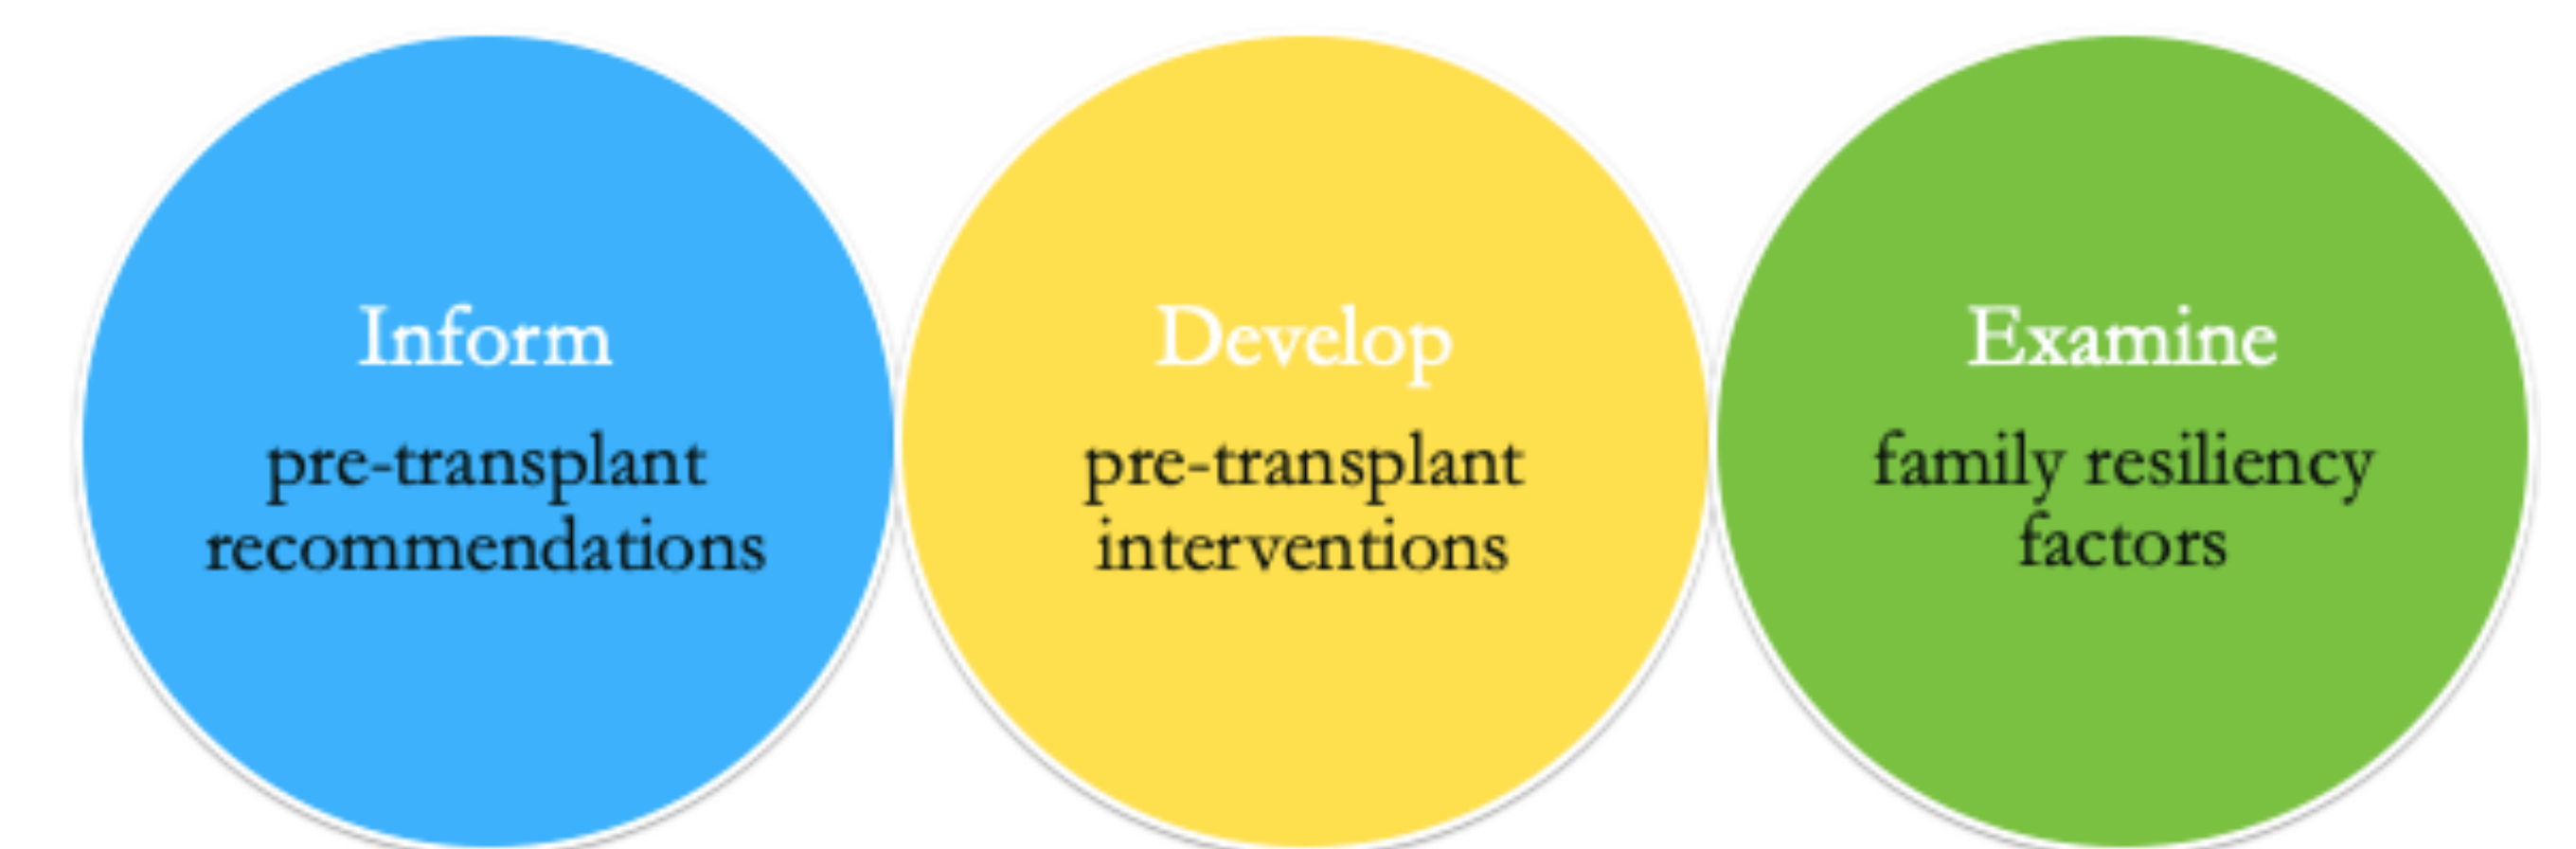 Inform
pre-transplant
recommendations
Develop
pre-transplant
interventions
Examine
family resiliency
factors